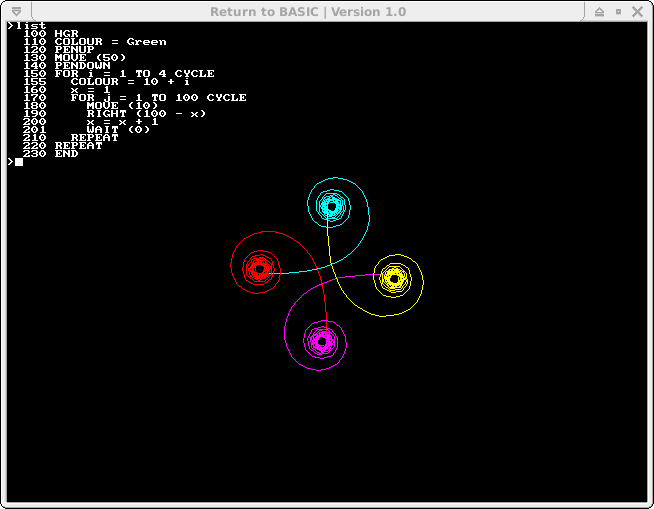 Return to BASIC | Version 1.0
>list
100 HGR
110 COLOUR = Green
120 PENUP
130 MOVE (50)
140 PENDOWN
150 FOR i = 1 TO 4 CYCLE
155 COLOUR = 10 + i
160 x = 1
170 FOR j = 1 TO 100 CYCLE
180 MOVE (10)
190 RIGHT (100 - x)
200 x = x + 1
201 WAIT (0)
210 REPEAT
220 REPEAT
230 END
>